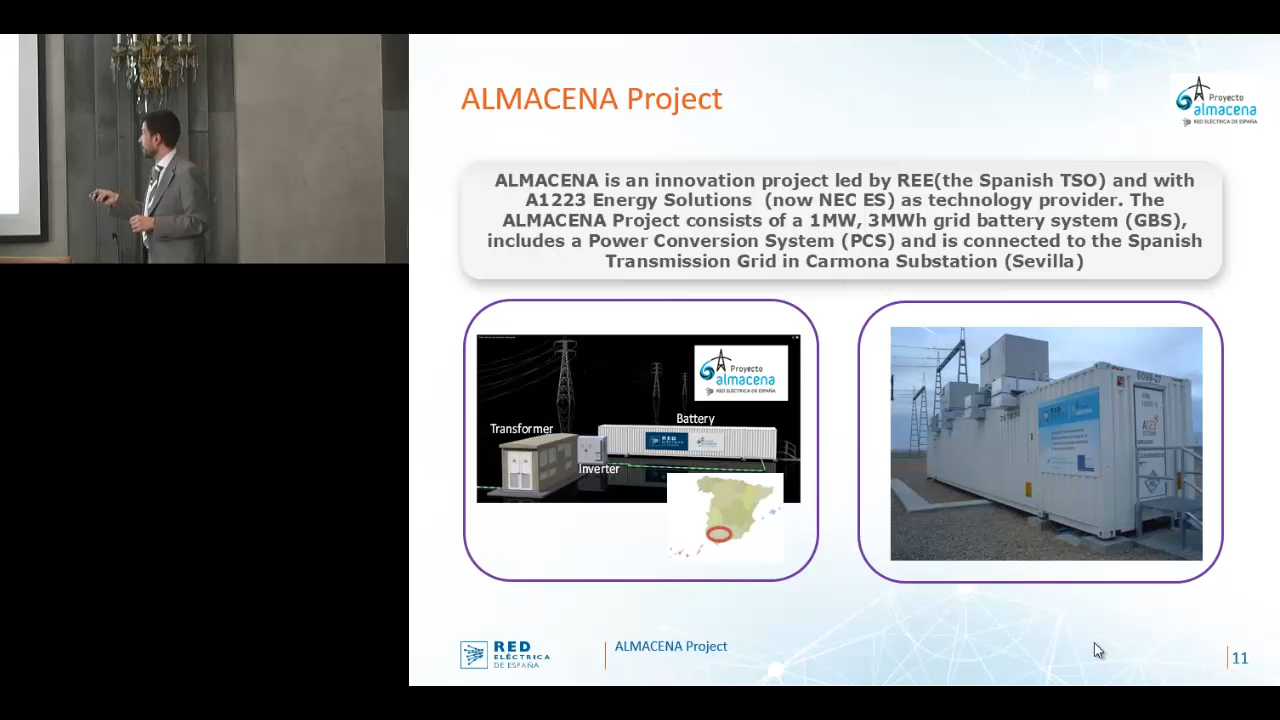 ALMACENA Project
Proyecto
almacena
RED ELÉCTRICA DE ESPAÑA
ALMACENA is an innovation project led by REE(the Spanish TSO) and with
A1223 Energy Solutions (now NEC ES) as technology provider. The
ALMACENA Project consists of a 1MW, 3MWh grid battery system (GBS),
includes a Power Conversion System (PCS) and is connected to the Spanish
Transmission Grid in Carmona Substation (Sevilla)
Proyecto
almacena
RED ELÉCTRICA DE ESPAÑA
Battery
Transformer
RED
Inverter
A123
RED
RED
ELÉCTRICA
DE ESPAÑA
ALMACENA Project
11